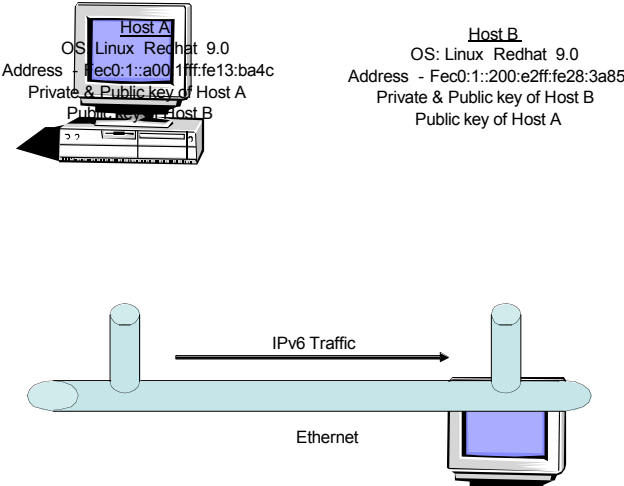 Host A
OS: Linux Redhat 9.0
Address - Fec0:1::a00:1fff:fe13:ba4c
Private & Public key of Host A
Public key of Host B
Host B
OS: Linux Redhat 9.0
Address - Fec0:1::200:e2ff:fe28:3a85
Private & Public key of Host B
Public key of Host A
IPv6 Traffic
Ethernet